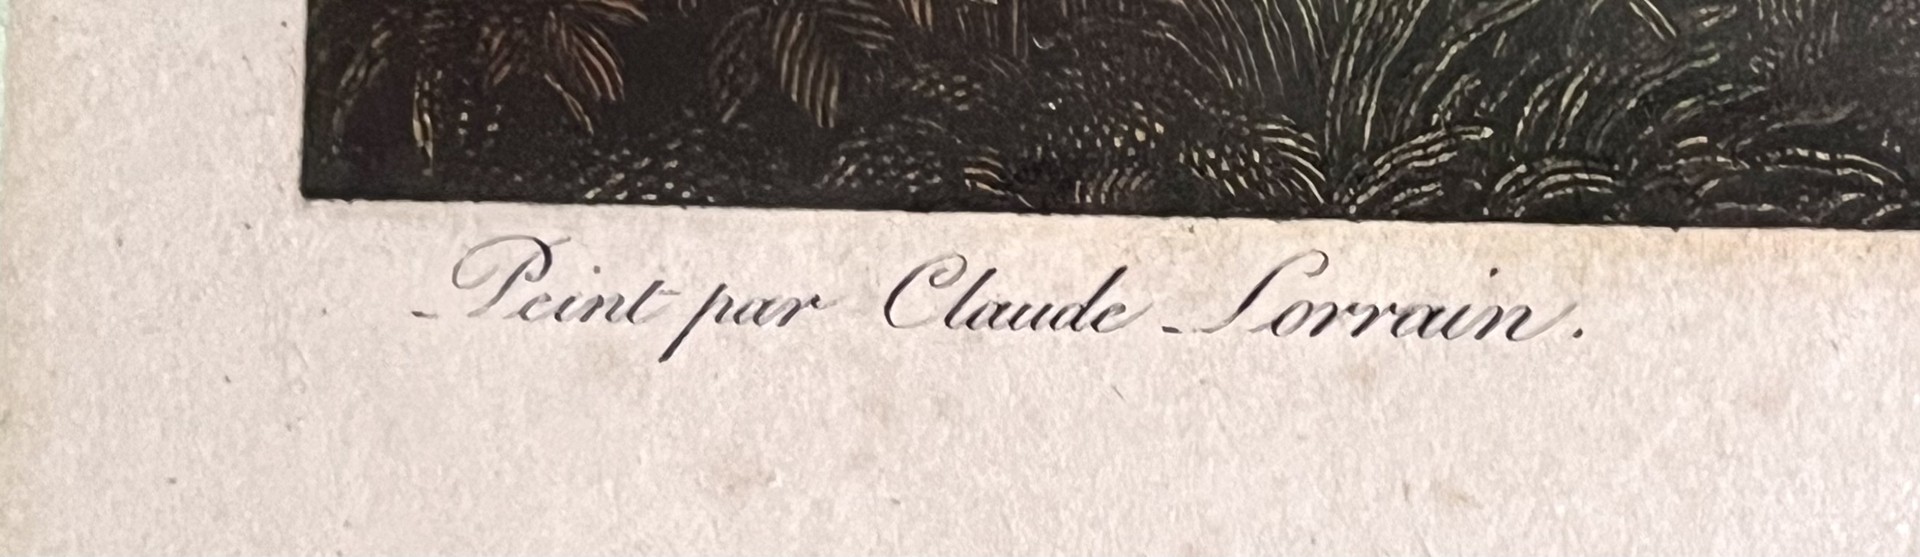 Peint par Claude Lorrain.